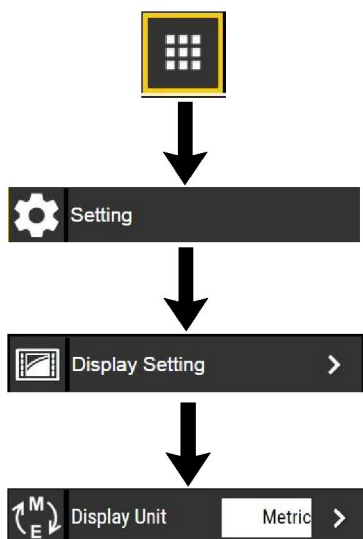 Setting
Display Setting
M
E
Display Unit Metric